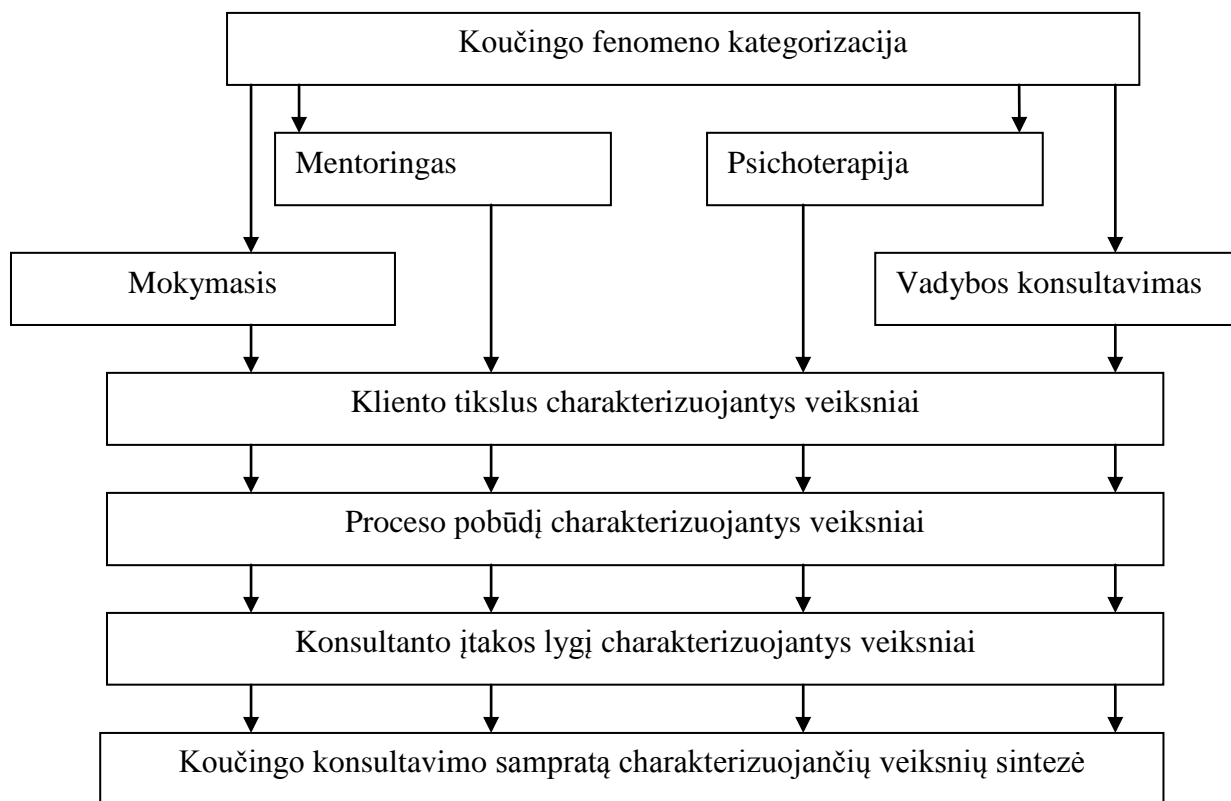 Koučingo fenomeno kategorizacija
Mentoringas
Psichoterapija
Mokymasis
Vadybos konsultavimas
Kliento tikslus charakterizuojantys veiksniai
Proceso pobūdį charakterizuojantys veiksniai
Konsultanto įtakos lygį charakterizuojantys veiksniai
Koučingo konsultavimo sampratą charakterizuojančių veiksnių sintezė